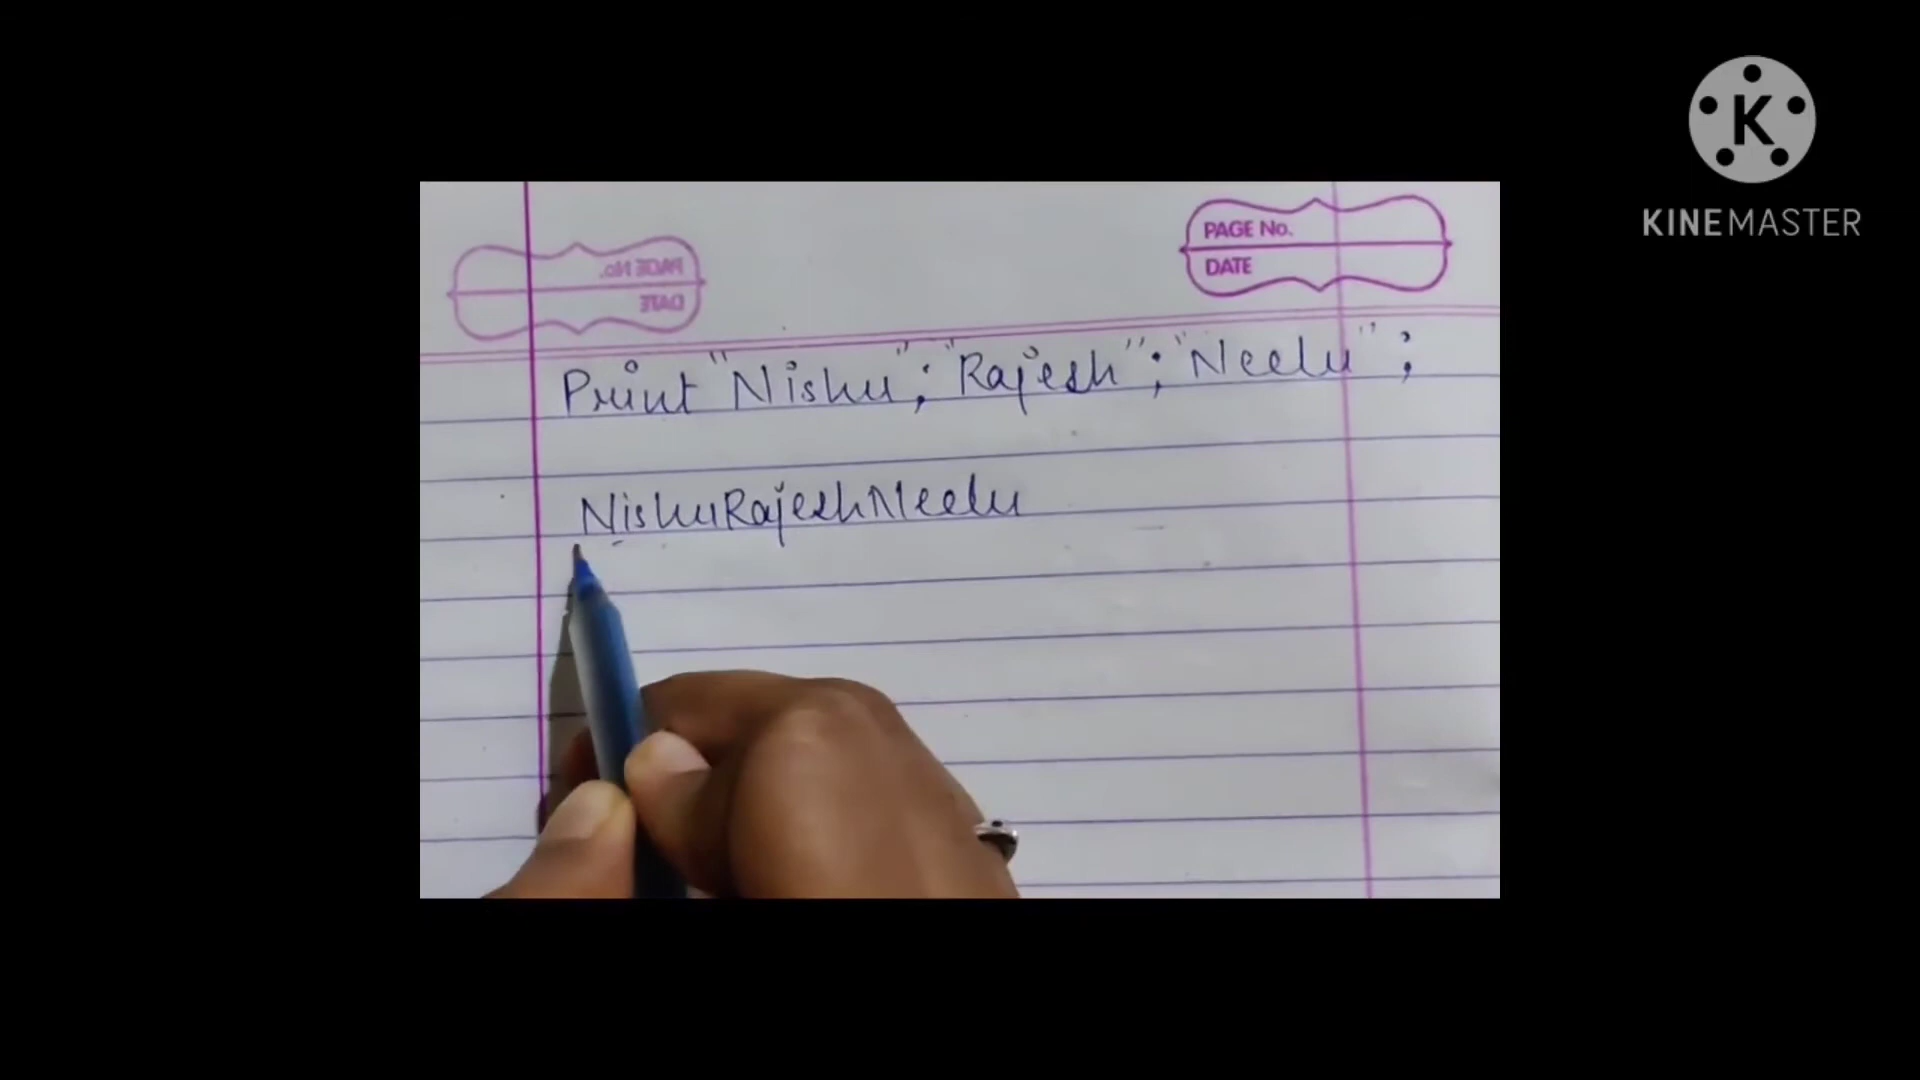 KINEMASTER
PAGE No.
DATE
PAGE No.
DATE
Print "Nishu"; "Rajesh"; "Neelu";
NishuRajeshNeelu